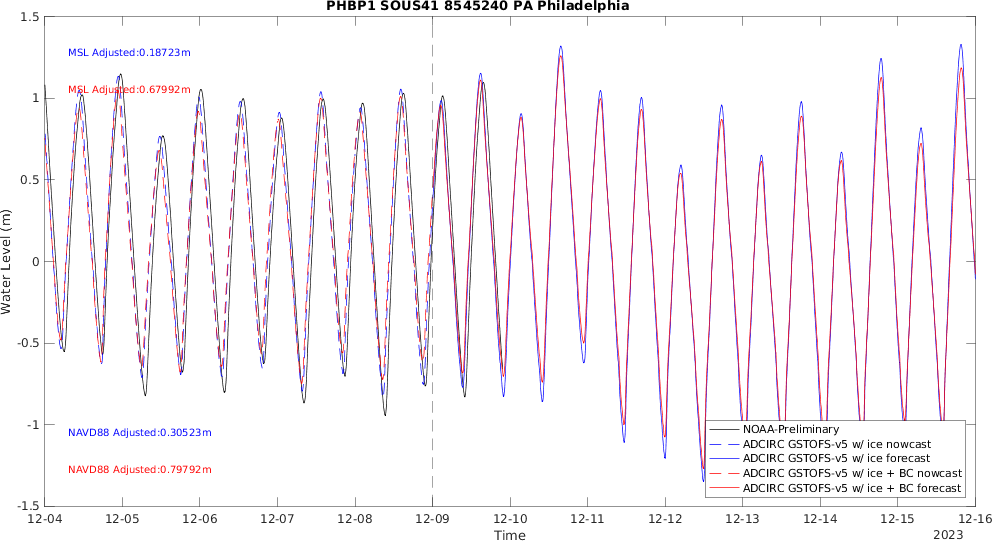 PHBP1 SOUS41 8545240 PA Philadelphia
1.5
MSL Adjusted:0.18723m
MSL Adjusted:0.67992m
1
0.5
0
-0.5
-1
-1.5
Water Level (m)
NAVD88 Adjusted:0.30523m
NAVD88 Adjusted:0.79792m
NOAA-Preliminary
ADCIRC GSTOFS-v5 w/ ice nowcast
ADCIRC GSTOFS-v5 w/ ice forecast
ADCIRC GSTOFS-v5 w/ ice + BC nowcast
ADCIRC GSTOFS-v5 w/ ice + BC forecast
12-04 12-05 12-06 12-07 12-08 12-09 12-10 12-11 12-12 12-13 12-14 12-15 12-16
Time
2023